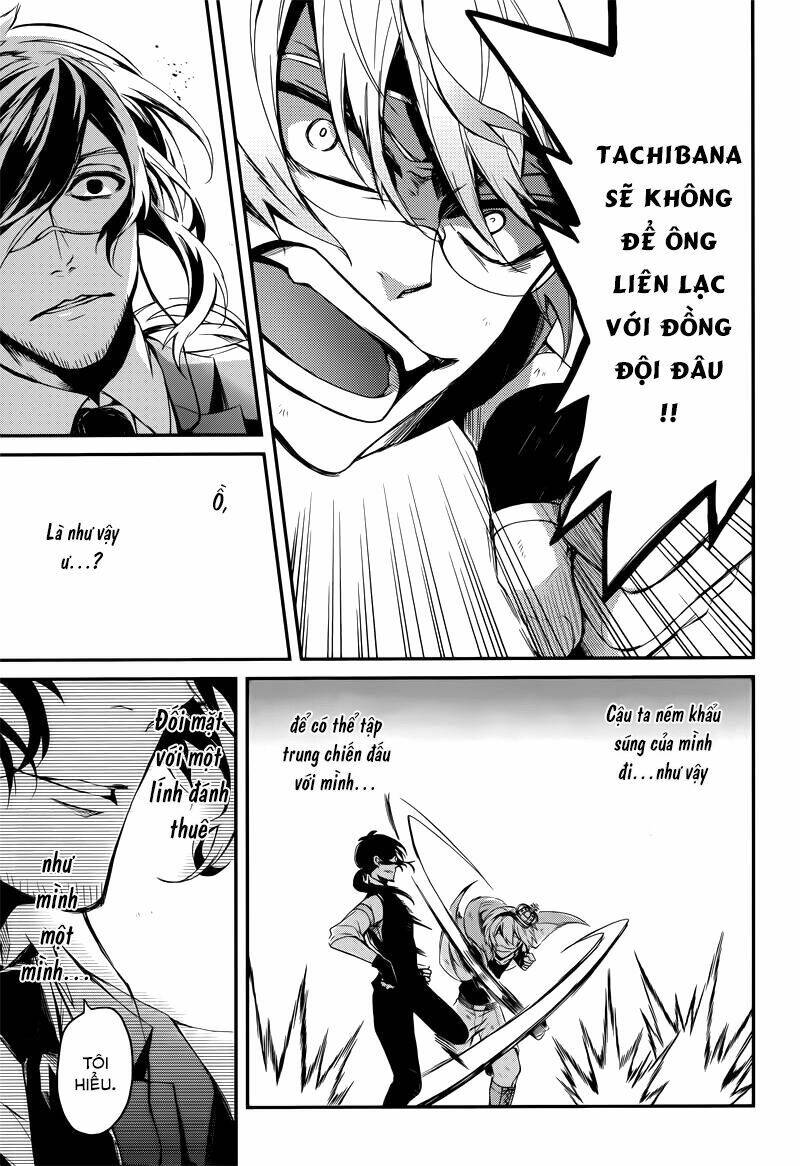 TACHIBANA
SẼ KHÔNG
ĐỂ ÔNG
LIÊN LẠC
VỚI ĐỒNG
ĐỘI ĐÂU
!!
Ồ,
Là như vậy
ư...?
Cậu ta ném khẩu
súng của mình
đi...như vậy
để có thể tập
trung chiến đấu
với mình...
Đối mặt
với một
lính đánh
thuê
như
mình
một
mình...
TÔI
HIỂU.